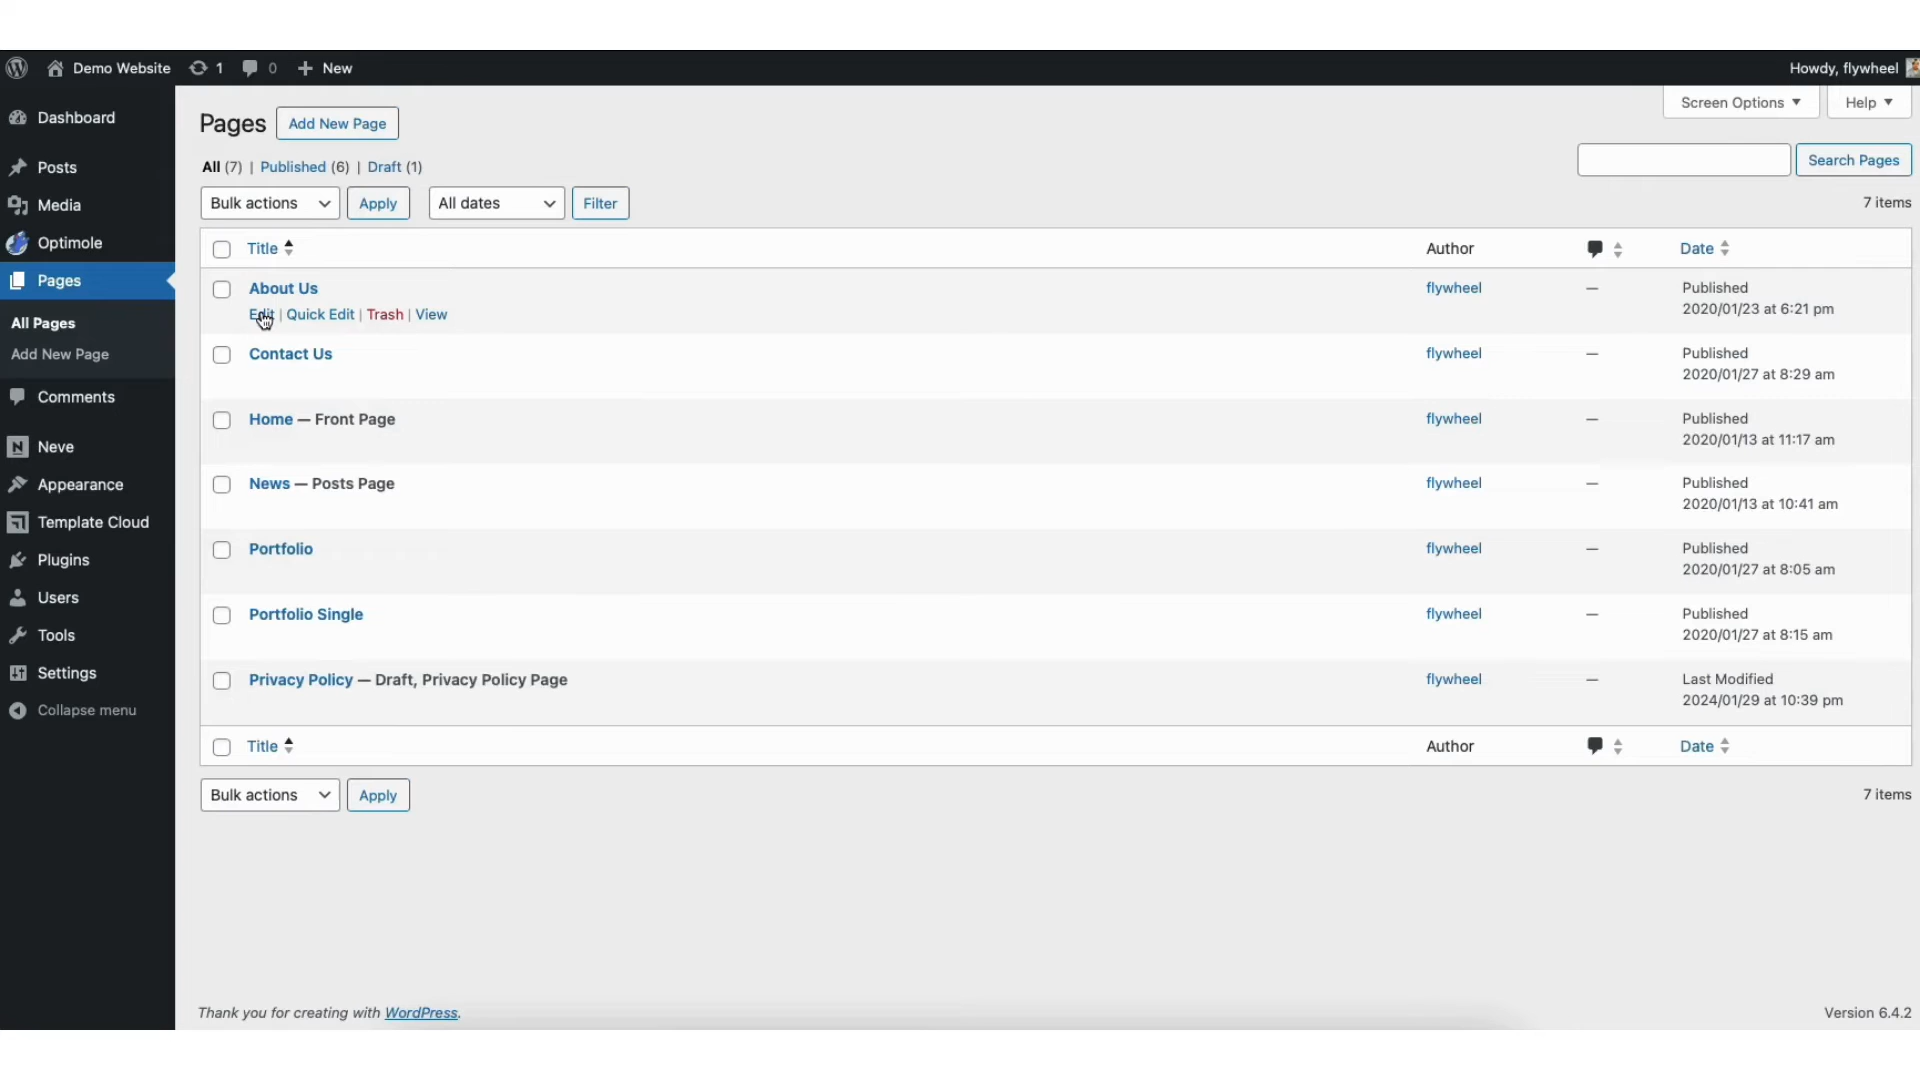 Demo Website 1 0 New Howdy, flywheel
Dashboard
Posts
Media
Optimole
Pages
All Pages
Add New Page
Comments
Neve
Appearance
Template Cloud
Plugins
Users
Tools
Settings
Collapse menu
Screen Options Help
Pages Add New Page
All (7) | Published (6) | Draft (1)
Search Pages
Bulk actions Apply All dates Filter 7 items
Title Author Date
About Us flywheel — Published
2020/01/23 at 6:21 pm
Edit | Quick Edit | Trash | View
Contact Us flywheel — Published
2020/01/27 at 8:29 am
Home — Front Page flywheel — Published
2020/01/13 at 11:17 am
News — Posts Page flywheel — Published
2020/01/13 at 10:41 am
Portfolio flywheel — Published
2020/01/27 at 8:05 am
Portfolio Single flywheel — Published
2020/01/27 at 8:15 am
Privacy Policy — Draft, Privacy Policy Page flywheel — Last Modified
2024/01/29 at 10:39 pm
Title Author Date
Bulk actions Apply 7 items
Thank you for creating with WordPress. Version 6.4.2